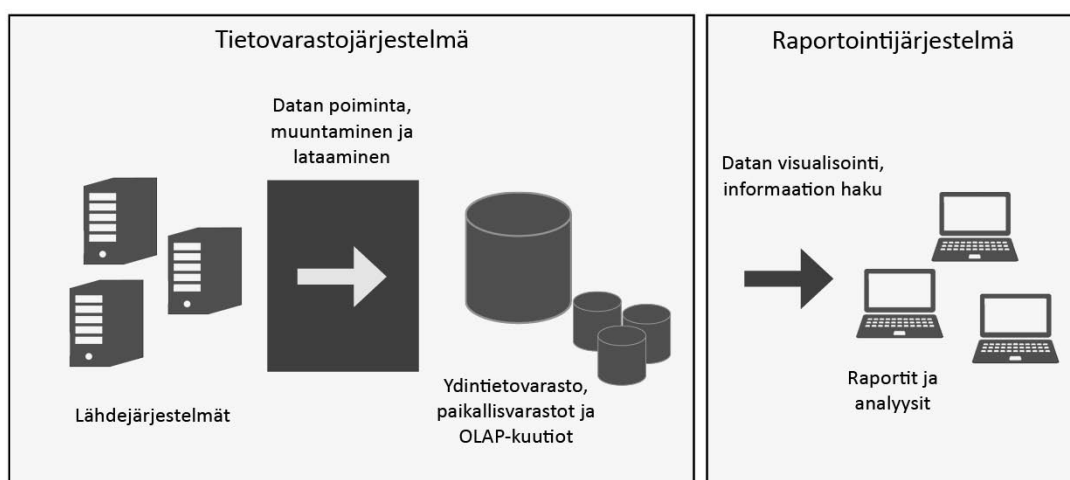 Tietovarastojärjestelmä
Datan poiminta,
muuntaminen ja
lataaminen
Lähdejärjestelmät
Ydintietovarasto,
paikallisvarastot ja
OLAP-kuutiot
Raportointijärjestelmä
Datan visualisointi,
informaation haku
Raportit ja
analyysit